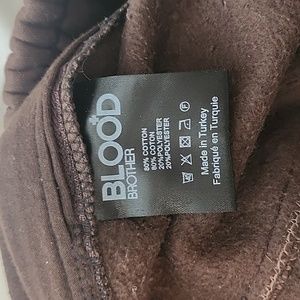 BLOOD
BROTHER
80% COTTON
80% COTON
20%POLYESTER
20%POLYESTER
Made in Turkey
Fabriqué en Turquie